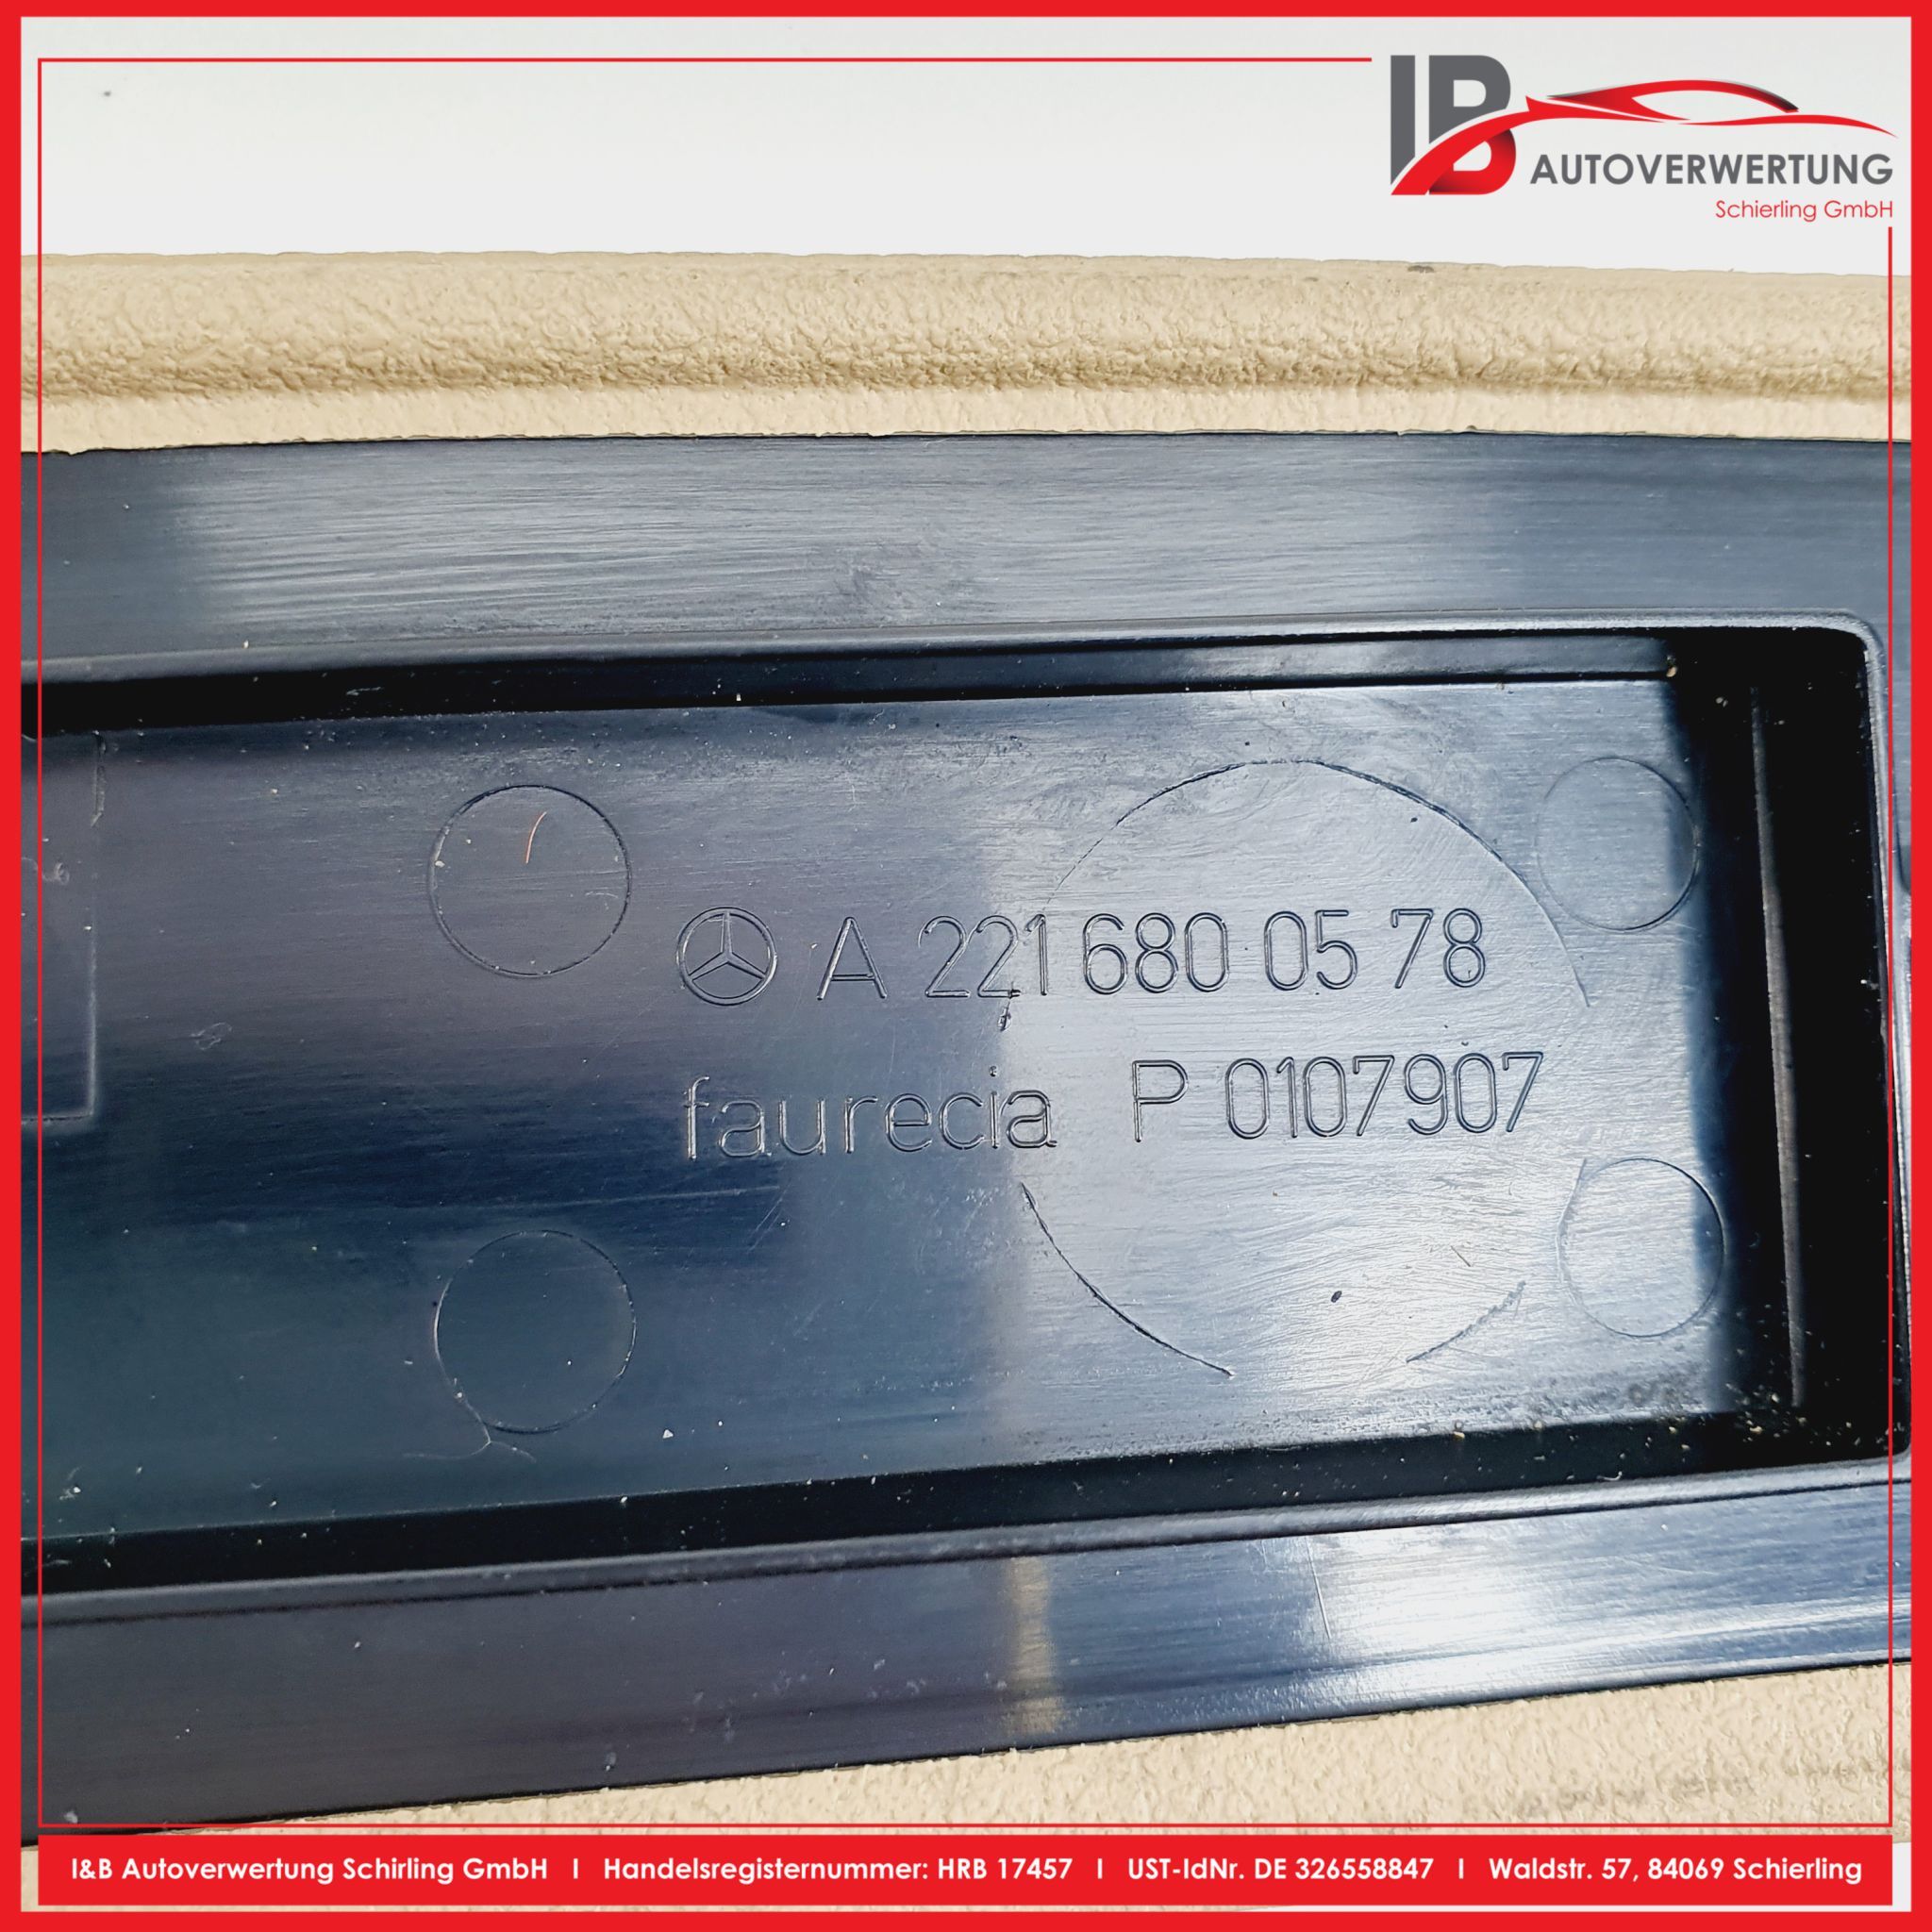 IB
AUTOVERWERTUNG
Schierling GmbH
A 221 680 05 78
faurecia P 0107907
I&B Autoverwertung Schirling GmbH I Handelsregisternummer: HRB 17457 I UST-IdNr. DE 326558847 I Waldstr. 57, 84069 Schierling